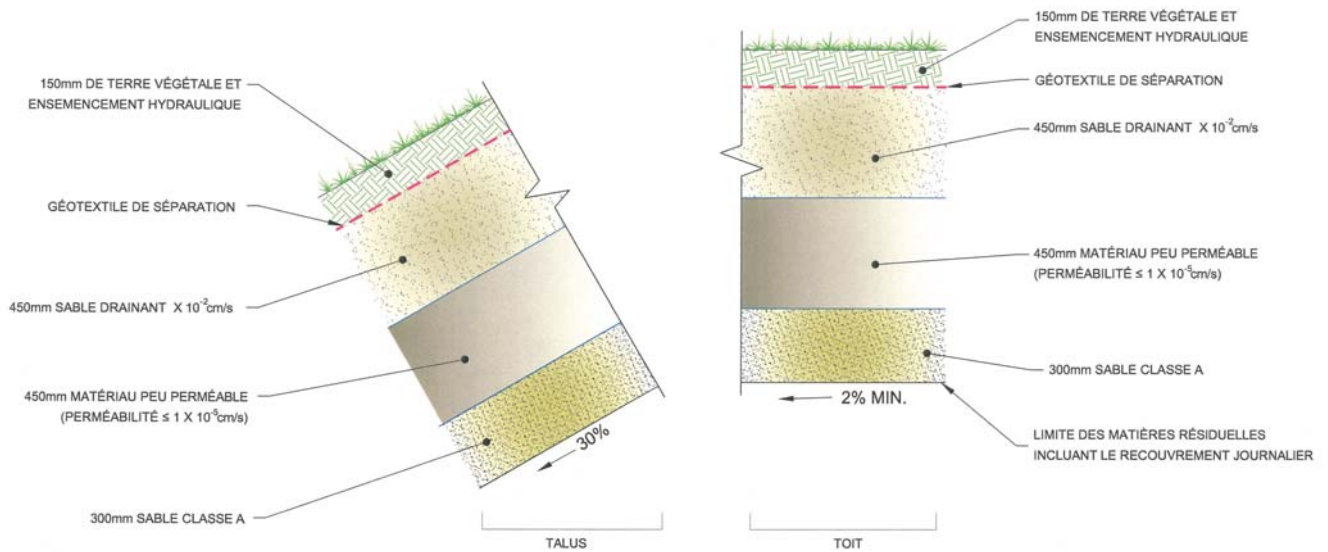 150mm DE TERRE VÉGÉTALE ET
ENSEMENCEMENT HYDRAULIQUE
GÉOTEXTILE DE SÉPARATION
450mm SABLE DRAINANT X 10-2cm/s
450mm MATÉRIAU PEU PERMÉABLE
(PERMÉABILITÉ ≤ 1 X 10-5cm/s)
300mm SABLE CLASSE A
30%
TALUS
150mm DE TERRE VÉGÉTALE ET
ENSEMENCEMENT HYDRAULIQUE
GÉOTEXTILE DE SÉPARATION
450mm SABLE DRAINANT X 10-2cm/s
450mm MATÉRIAU PEU PERMÉABLE
(PERMÉABILITÉ ≤ 1 X 10-5cm/s)
300mm SABLE CLASSE A
2% MIN.
LIMITE DES MATIÈRES RÉSIDUELLES
INCLUANT LE RECOUVREMENT JOURNALIER
TOIT